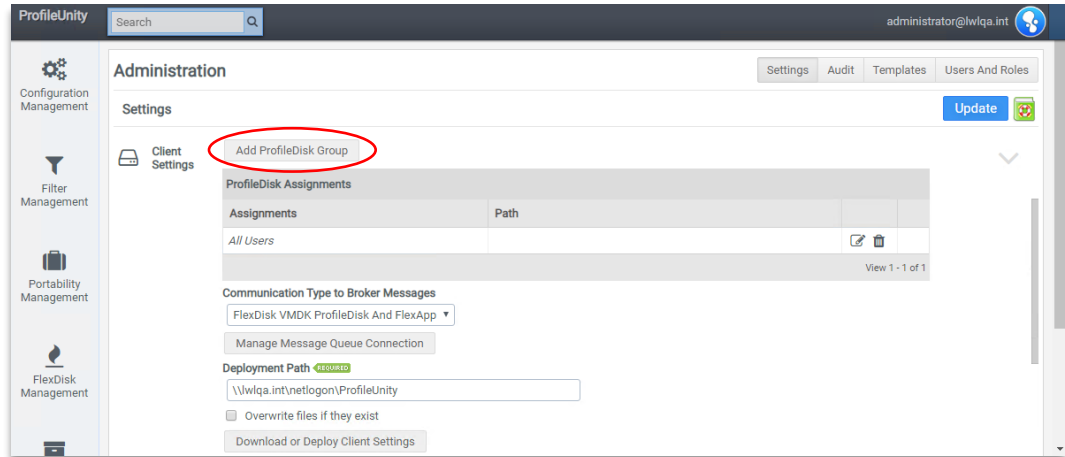 ProfileUnity
Search
administrator@lwlqa.int
Configuration
Management
Filter
Management
Portability
Management
FlexDisk
Management
Administration
Settings
Audit
Templates
Users And Roles
Settings
Update
Client
Settings
Add ProfileDisk Group
ProfileDisk Assignments
Assignments
Path
All Users
View 1 - 1 of 1
Communication Type to Broker Messages
FlexDisk VMDK ProfileDisk And FlexApp
Manage Message Queue Connection
Deployment Path REQUIRED
\\lwlqa.int\netlogon\ProfileUnity
Overwrite files if they exist
Download or Deploy Client Settings